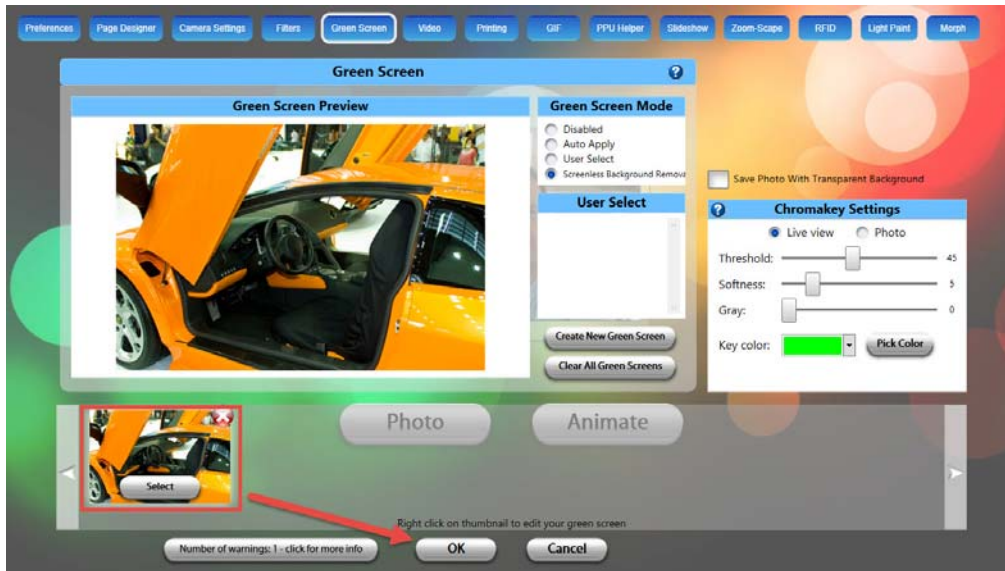 Preferences
Page Designer
Camera Settings
Filters
Green Screen
Video
Printing
GIF
PPU Helper
Slideshow
Zoom-Scape
RFID
Light Paint
Morph
Green Screen ?
Green Screen Preview
Green Screen Mode
Disabled
Auto Apply
User Select
Screenless Background Remova
Save Photo With Transparent Background
User Select
? Chromakey Settings
Live view Photo
Threshold: 45
Softness: 5
Gray: 0
Key color: Pick Color
Create New Green Screen
Clear All Green Screens
Photo Animate
Select
Right click on thumbnail to edit your green screen
Number of warnings: 1 - click for more info OK Cancel